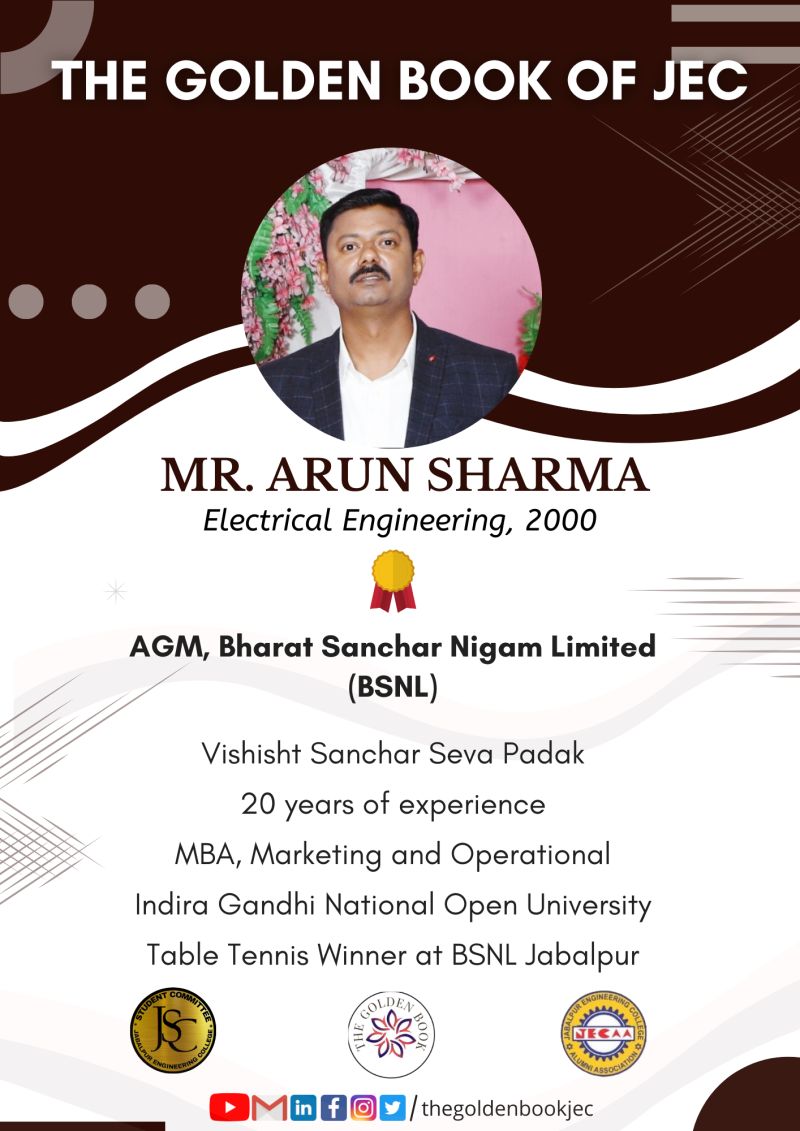 THE GOLDEN BOOK OF JEC
MR. ARUN SHARMA
Electrical Engineering, 2000
AGM, Bharat Sanchar Nigam Limited
(BSNL)
Vishisht Sanchar Seva Padak
20 years of experience
MBA, Marketing and Operational
Indira Gandhi National Open University
Table Tennis Winner at BSNL Jabalpur
STUDENT COMMITTEE
JSC
JABALPUR ENGINEERING COLLEGE
THE GOLDEN BOOK
JABALPUR ENGINEERING COLLEGE
JECAA
ALUMNI ASSOCIATION
/thegoldenbookjec